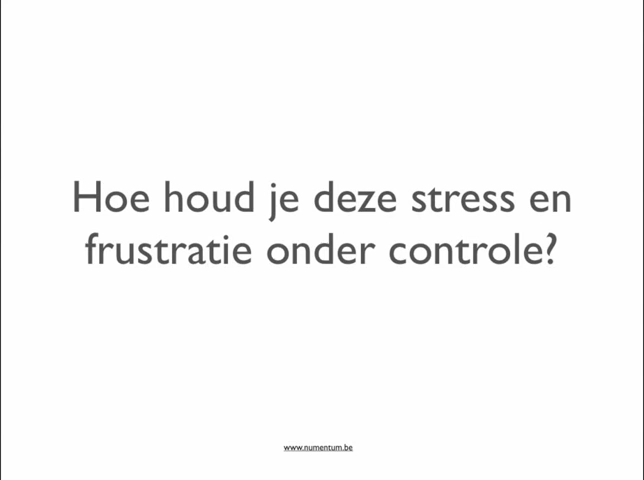 Hoe houd je deze stress en
frustratie onder controle?
www.numentum.be